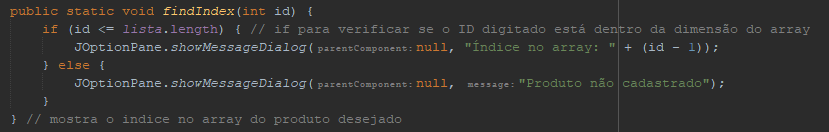 public static void findIndex(int id) {
if (id <= lista.length) { // if para verificar se o ID digitado está dentro da dimensão do array
JOptionPane.showMessageDialog( parentComponent: null, "Índice no array: " + (id - 1));
} else {
JOptionPane.showMessageDialog( parentComponent: null, message: "Produto não cadastrado");
}
} // mostra o indice no array do produto desejado